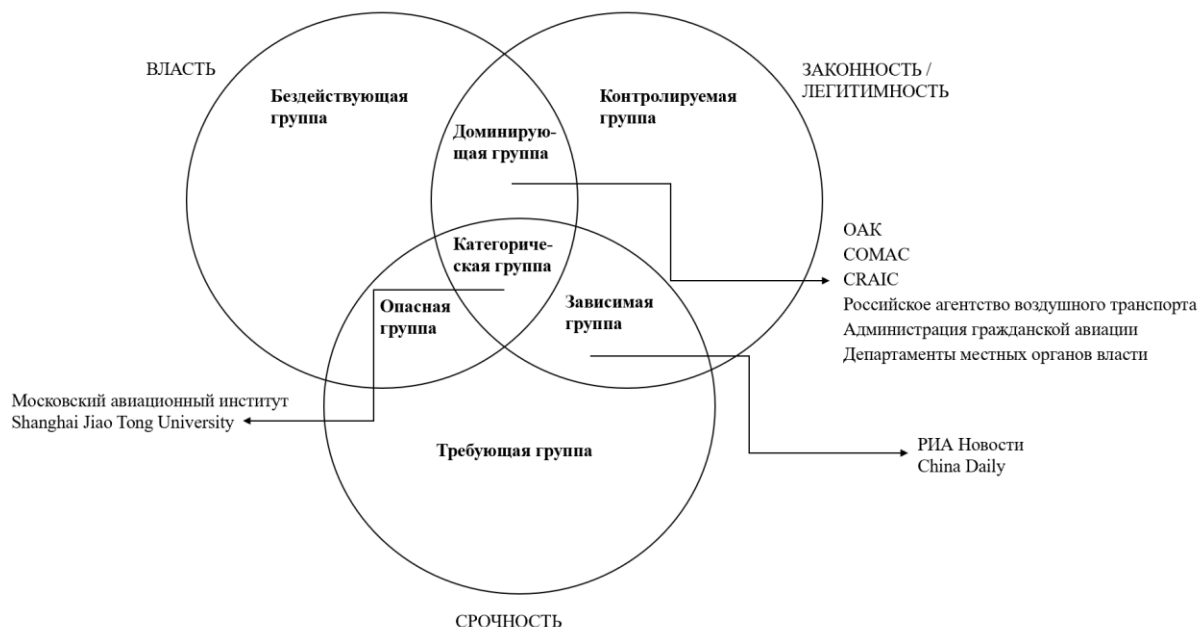 ВЛАСТЬ
ЗАКОННОСТЬ /
ЛЕГИТИМНОСТЬ
Бездействующая
группа
Контролируемая
группа
Доминирую-
щая группа
Категориче-
ская группа
Опасная
группа
Зависимая
группа
ОАК
COMAC
CRAIC
Российское агентство воздушного транспорта
Администрация гражданской авиации
Департаменты местных органов власти
Московский авиационный институт
Shanghai Jiao Tong University
Требующая группа
РИА Новости
China Daily
СРОЧНОСТЬ